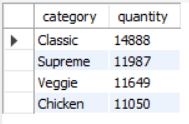 category quantity
Classic 14888
Supreme 11987
Veggie 11649
Chicken 11050